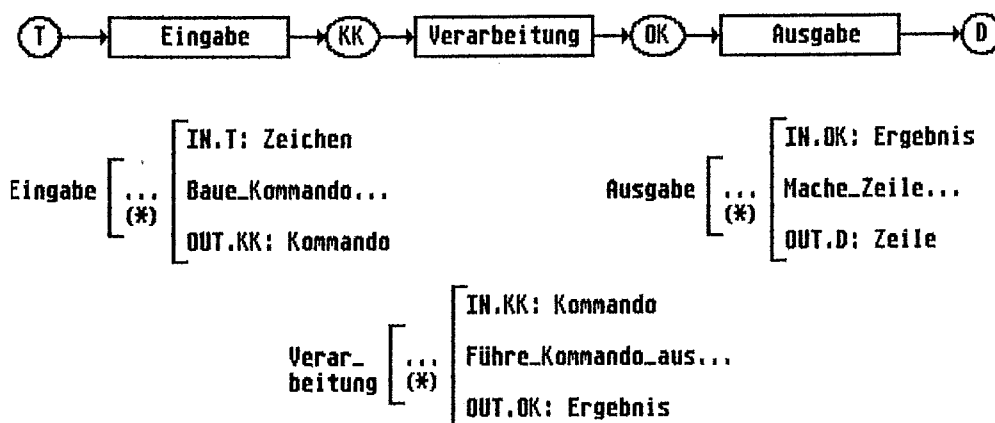 T Eingabe KK Verarbeitung OK Ausgabe D
IN.T: Zeichen
Eingabe ... Baue_Kommando...
(*)
OUT.KK: Kommando
IN.OK: Ergebnis
Ausgabe ... Mache_Zeile...
(*)
OUT.D: Zeile
IN.KK: Kommando
Verar_ ... Führe_Kommando_aus...
beitung (*)
OUT.OK: Ergebnis